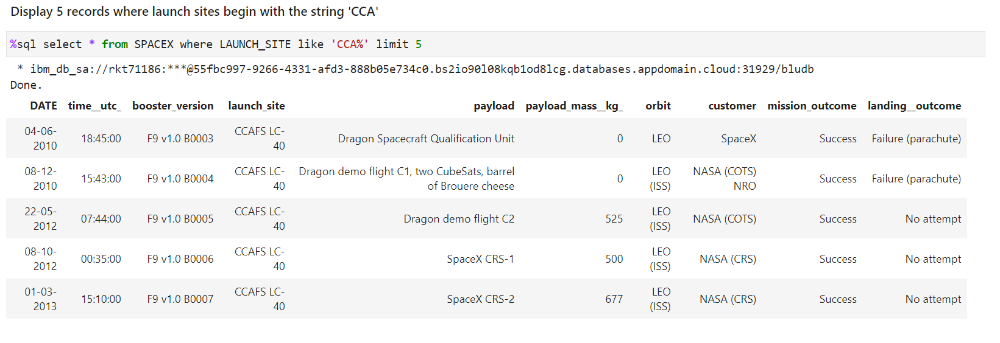 Display 5 records where launch sites begin with the string 'CCA'
%sql select * from SPACEX where LAUNCH_SITE like 'CCA%' limit 5
* ibm_db_sa://rkt71186:***@55fbc997-9266-4331-afd3-888b05e734c0.bs2io90l08kqb1od8lcg.databases.appdomain.cloud:31929/bludb
Done.
DATE time__utc_ booster_version launch_site payload payload_mass__kg_ orbit customer mission_outcome landing__outcome
04-06-2010 18:45:00 F9 v1.0 B0003 CCAFS LC-40 Dragon Spacecraft Qualification Unit 0 LEO SpaceX Success Failure (parachute)
08-12-2010 15:43:00 F9 v1.0 B0004 CCAFS LC-40 Dragon demo flight C1, two CubeSats, barrel of Brouere cheese 0 LEO (ISS) NASA (COTS) NRO Success Failure (parachute)
22-05-2012 07:44:00 F9 v1.0 B0005 CCAFS LC-40 Dragon demo flight C2 525 LEO (ISS) NASA (COTS) Success No attempt
08-10-2012 00:35:00 F9 v1.0 B0006 CCAFS LC-40 SpaceX CRS-1 500 LEO (ISS) NASA (CRS) Success No attempt
01-03-2013 15:10:00 F9 v1.0 B0007 CCAFS LC-40 SpaceX CRS-2 677 LEO (ISS) NASA (CRS) Success No attempt